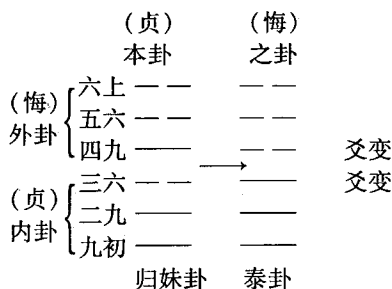 (贞) (悔)
本卦 之卦
(悔)
外卦
六上
五六
四九 爻变
三六 爻变
(贞)
内卦
二九
九初
归妹卦 泰卦